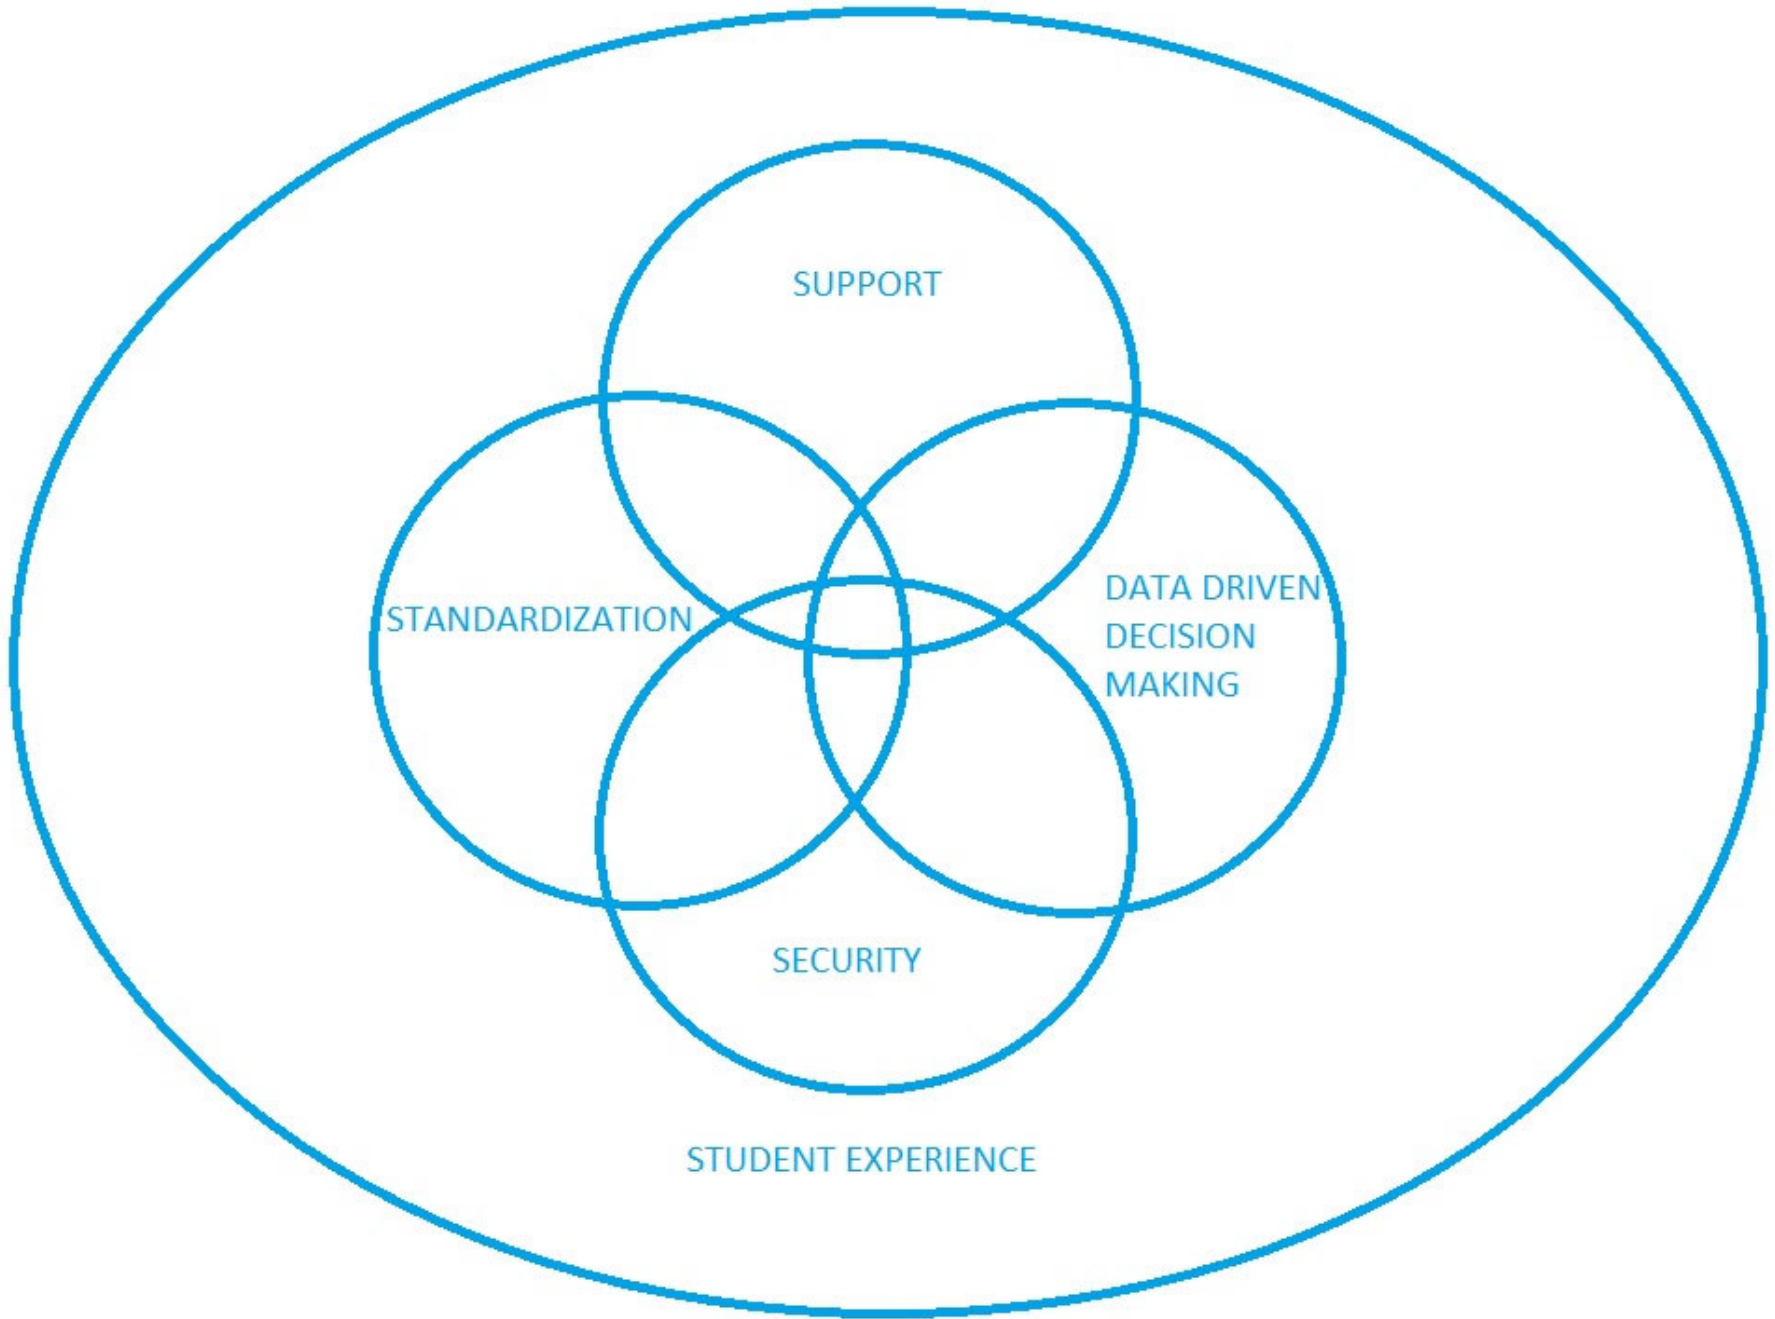 SUPPORT
STANDARDIZATION
DATA DRIVEN
DECISION
MAKING
SECURITY
STUDENT EXPERIENCE